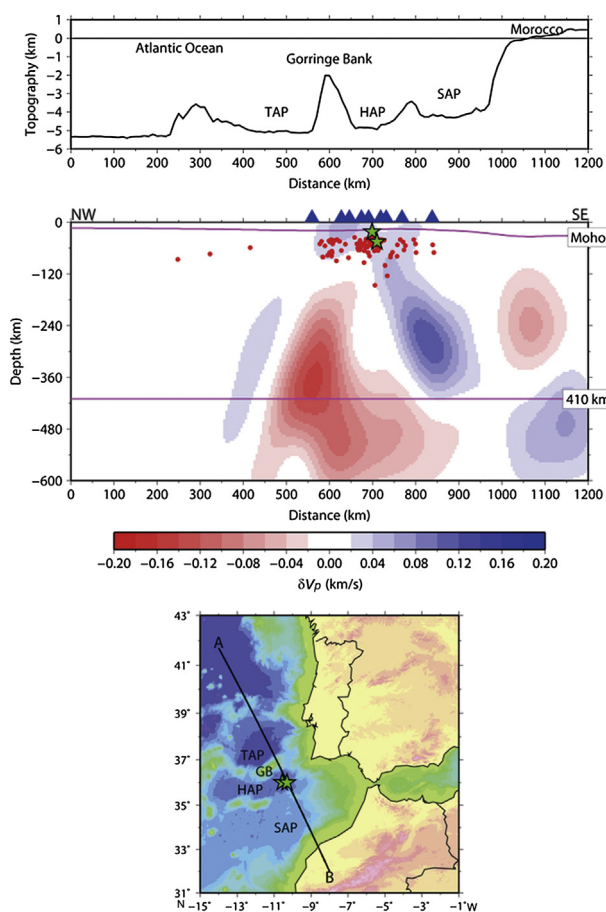 Topography (km)
1
0
−1
−2
−3
−4
−5
−6
Atlantic Ocean
Gorringe Bank
Morocco
TAP
HAP
SAP
0 100 200 300 400 500 600 700 800 900 1000 1100 1200
Distance (km)
NW
SE
Depth (km)
0
−120
−240
−360
−480
−600
Moho
410 km
0 100 200 300 400 500 600 700 800 900 1000 1100 1200
Distance (km)
−0.20 −0.16 −0.12 −0.08 −0.04 0.00 0.04 0.08 0.12 0.16 0.20
δVp (km/s)
43°
41°
39°
37°
35°
33°
31°
A
TAP
GB
HAP
SAP
B
N −15° −13° −11° −9° −7° −5° −3° −1°W